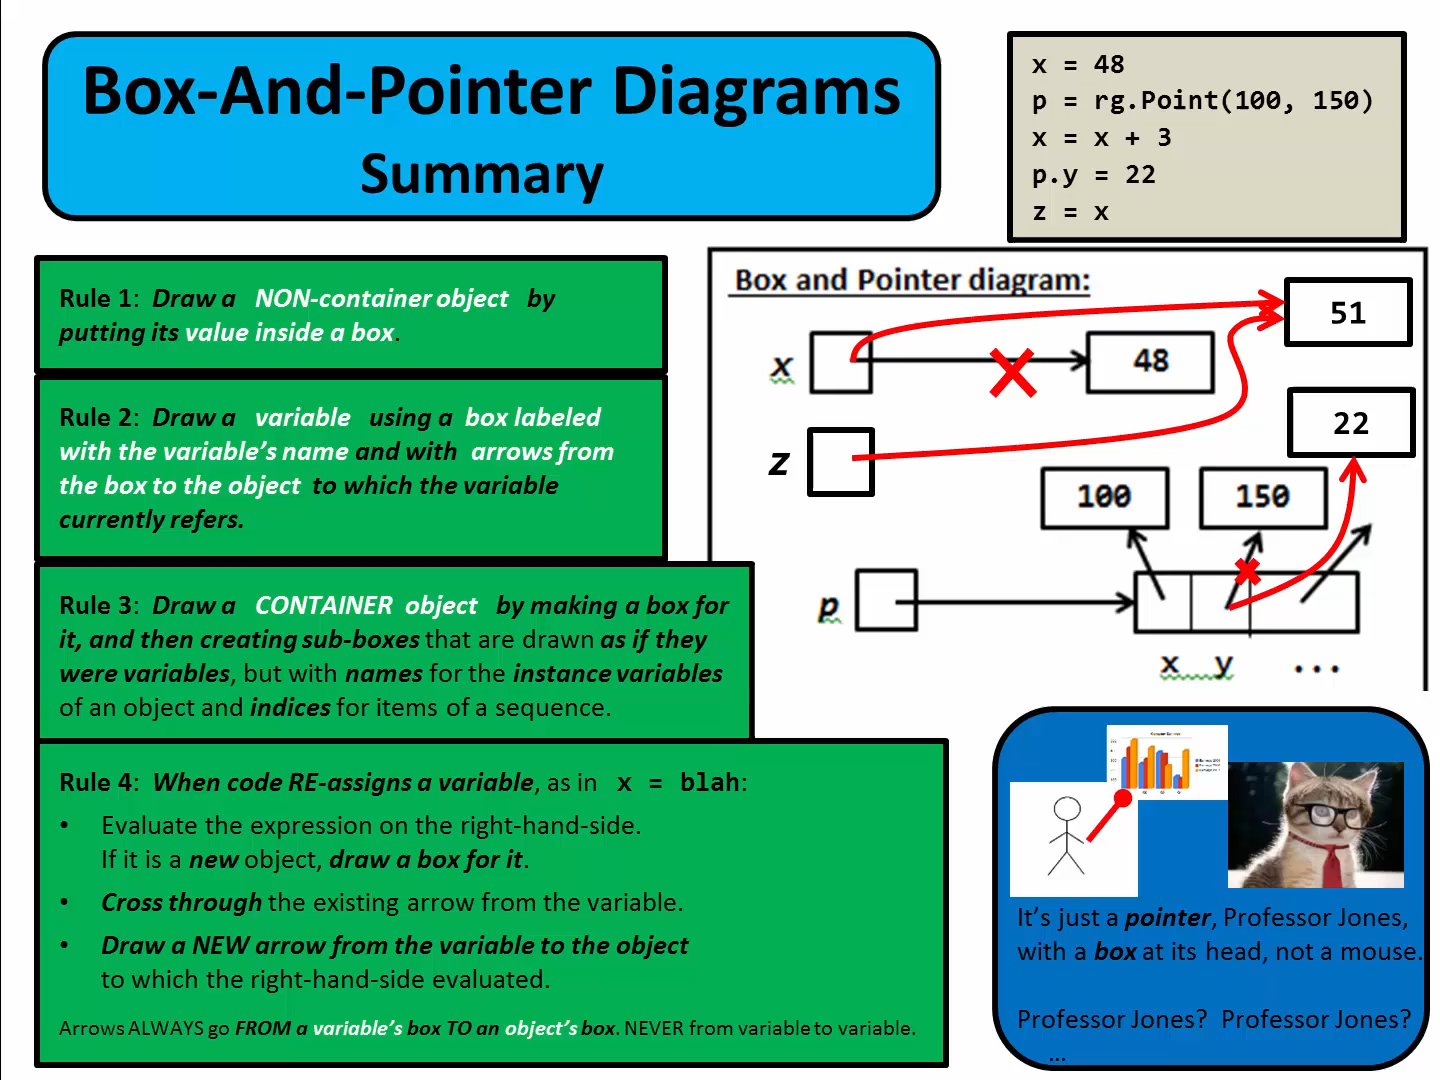 Box-And-Pointer Diagrams
Summary
x = 48
p = rg.Point(100, 150)
x = x + 3
p.y = 22
z = x
Rule 1: Draw a NON-container object by
putting its value inside a box.
Rule 2: Draw a variable using a box labeled
with the variable’s name and with arrows from
the box to the object to which the variable
currently refers.
Rule 3: Draw a CONTAINER object by making a box for
it, and then creating sub-boxes that are drawn as if they
were variables, but with names for the instance variables
of an object and indices for items of a sequence.
Rule 4: When code RE-assigns a variable, as in x = blah:
• Evaluate the expression on the right-hand-side.
If it is a new object, draw a box for it.
• Cross through the existing arrow from the variable.
• Draw a NEW arrow from the variable to the object
to which the right-hand-side evaluated.
Arrows ALWAYS go FROM a variable’s box TO an object’s box. NEVER from variable to variable.
Box and Pointer diagram:
51
x
48
22
z
100
150
p
x y ...
It’s just a pointer, Professor Jones,
with a box at its head, not a mouse.
Professor Jones? Professor Jones?
...